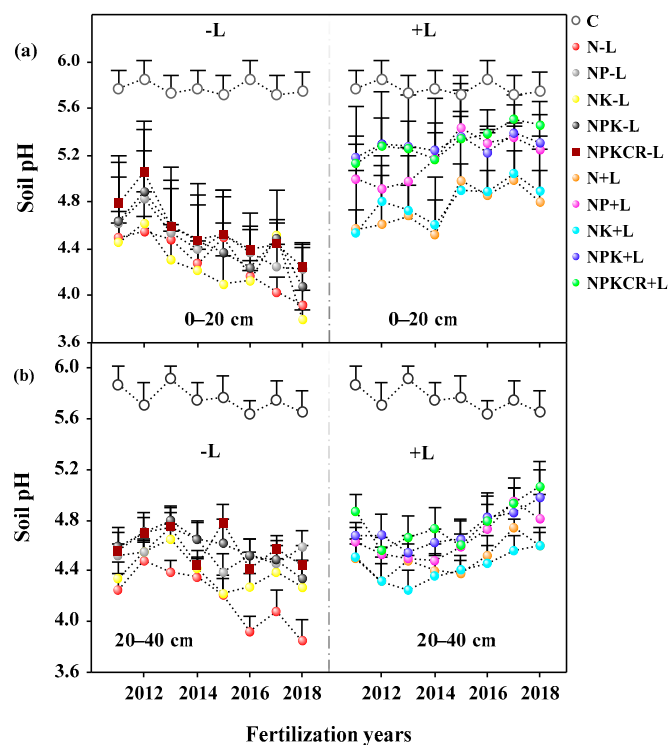 (a)
-L
+L
C
N-L
NP-L
NK-L
NPK-L
NPKCR-L
N+L
NP+L
NK+L
NPK+L
NPKCR+L
Soil pH
6.0
5.6
5.2
4.8
4.4
4.0
3.6
0–20 cm
0–20 cm
(b)
-L
+L
Soil pH
6.0
5.6
5.2
4.8
4.4
4.0
3.6
20–40 cm
20–40 cm
2012 2014 2016 2018 2012 2014 2016 2018
Fertilization years